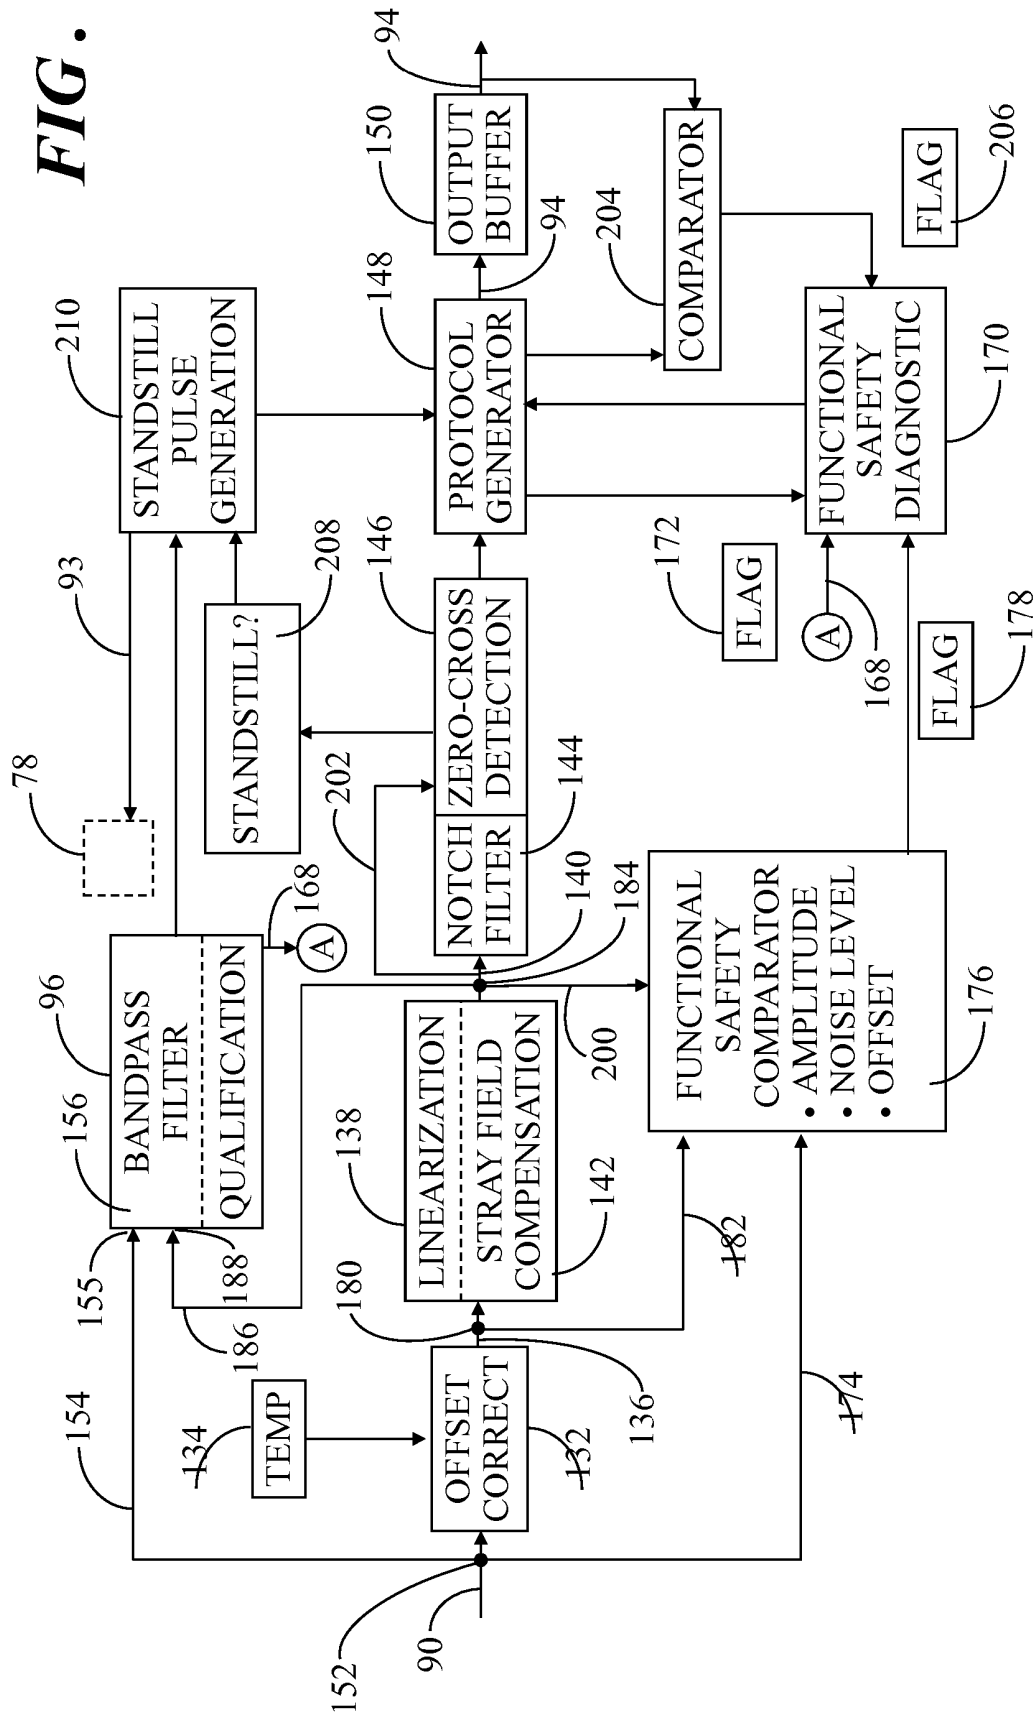 FIG.
78
93
210
STANDSTILL
PULSE
GENERATION
96
156
BANDPASS
FILTER
QUALIFICATION
155
188
186
154
168
A
STANDSTILL?
208
202
146
148
150
94
134
TEMP
152
90
OFFSET
CORRECT
132
136
180
138
LINEARIZATION
STRAY FIELD
COMPENSATION
142
NOTCH
FILTER
144
140
184
ZERO-CROSS
DETECTION
PROTOCOL
GENERATOR
94
OUTPUT
BUFFER
200
182
174
204
COMPARATOR
172
FLAG
A
168
FUNCTIONAL
SAFETY
COMPARATOR
• AMPLITUDE
• NOISE LEVEL
• OFFSET
176
FLAG
178
FUNCTIONAL
SAFETY
DIAGNOSTIC
170
FLAG
206